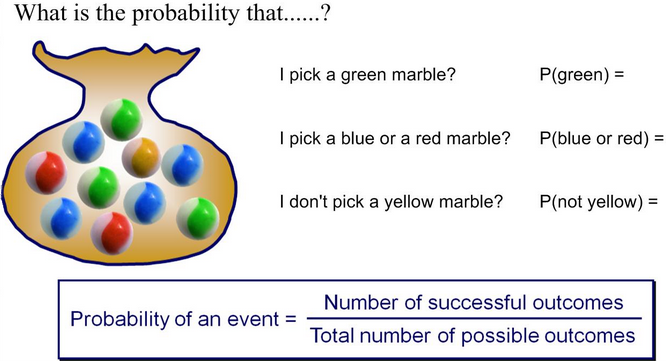 What is the probability that......?
I pick a green marble? P(green) =
I pick a blue or a red marble? P(blue or red) =
I don't pick a yellow marble? P(not yellow) =
Probability of an event = Number of successful outcomes
Total number of possible outcomes